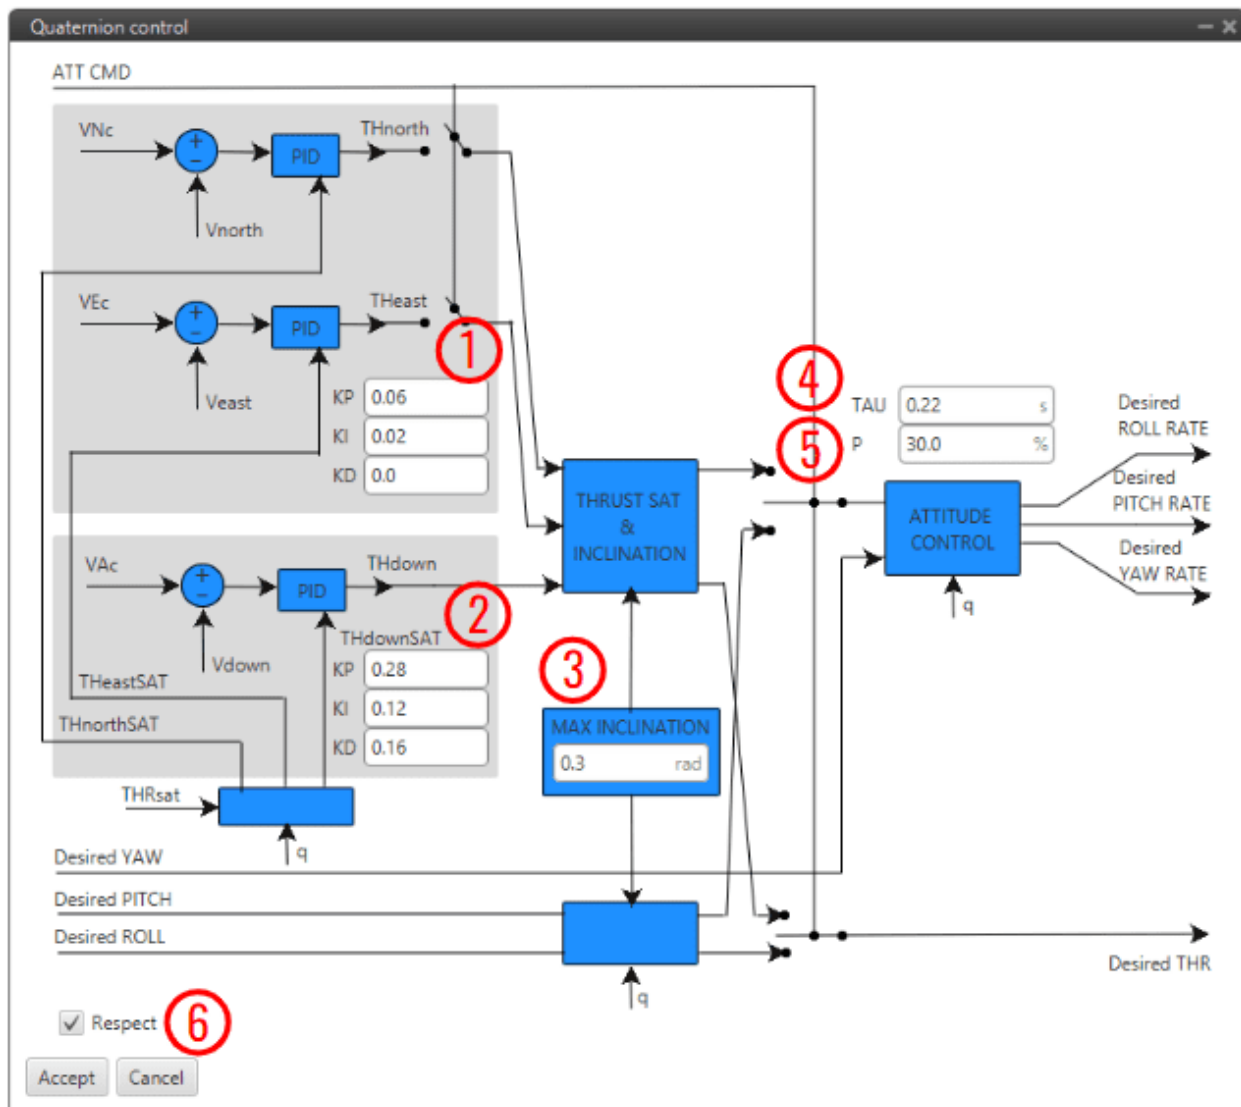 Quaternion control
ATT CMD
VNc
+
−
PID
THnorth
Vnorth
VEc
+
−
PID
THeast
1
Veast
KP 0.06
KI 0.02
KD 0.0
4
TAU 0.22 s
5
P 30.0 %
Desired
ROLL RATE
Desired
PITCH RATE
Desired
YAW RATE
THRUST SAT
&
INCLINATION
ATTITUDE
CONTROL
q
VAc
+
−
PID
THdown
2
Vdown
THdownSAT
KP 0.28
KI 0.12
KD 0.16
THeastSAT
THnorthSAT
3
MAX INCLINATION
0.3 rad
THRsat
q
Desired YAW
Desired PITCH
Desired ROLL
q
Desired THR
Respect
6
Accept
Cancel